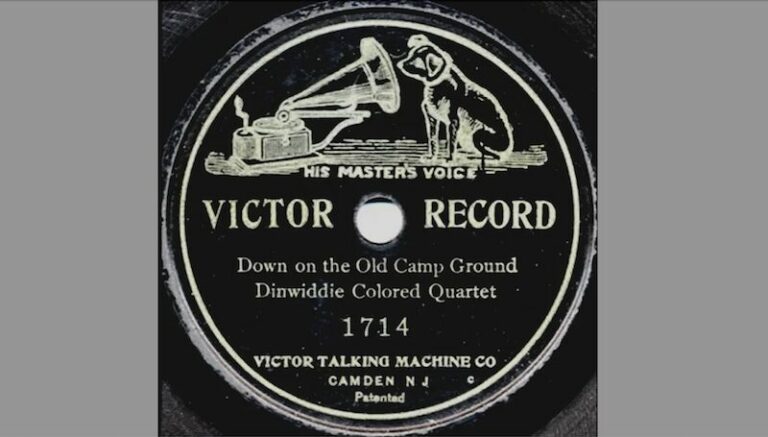 HIS MASTER'S VOICE
VICTOR RECORD
Down on the Old Camp Ground
Dinwiddie Colored Quartet
1714
VICTOR TALKING MACHINE CO
CAMDEN N J c
Patented